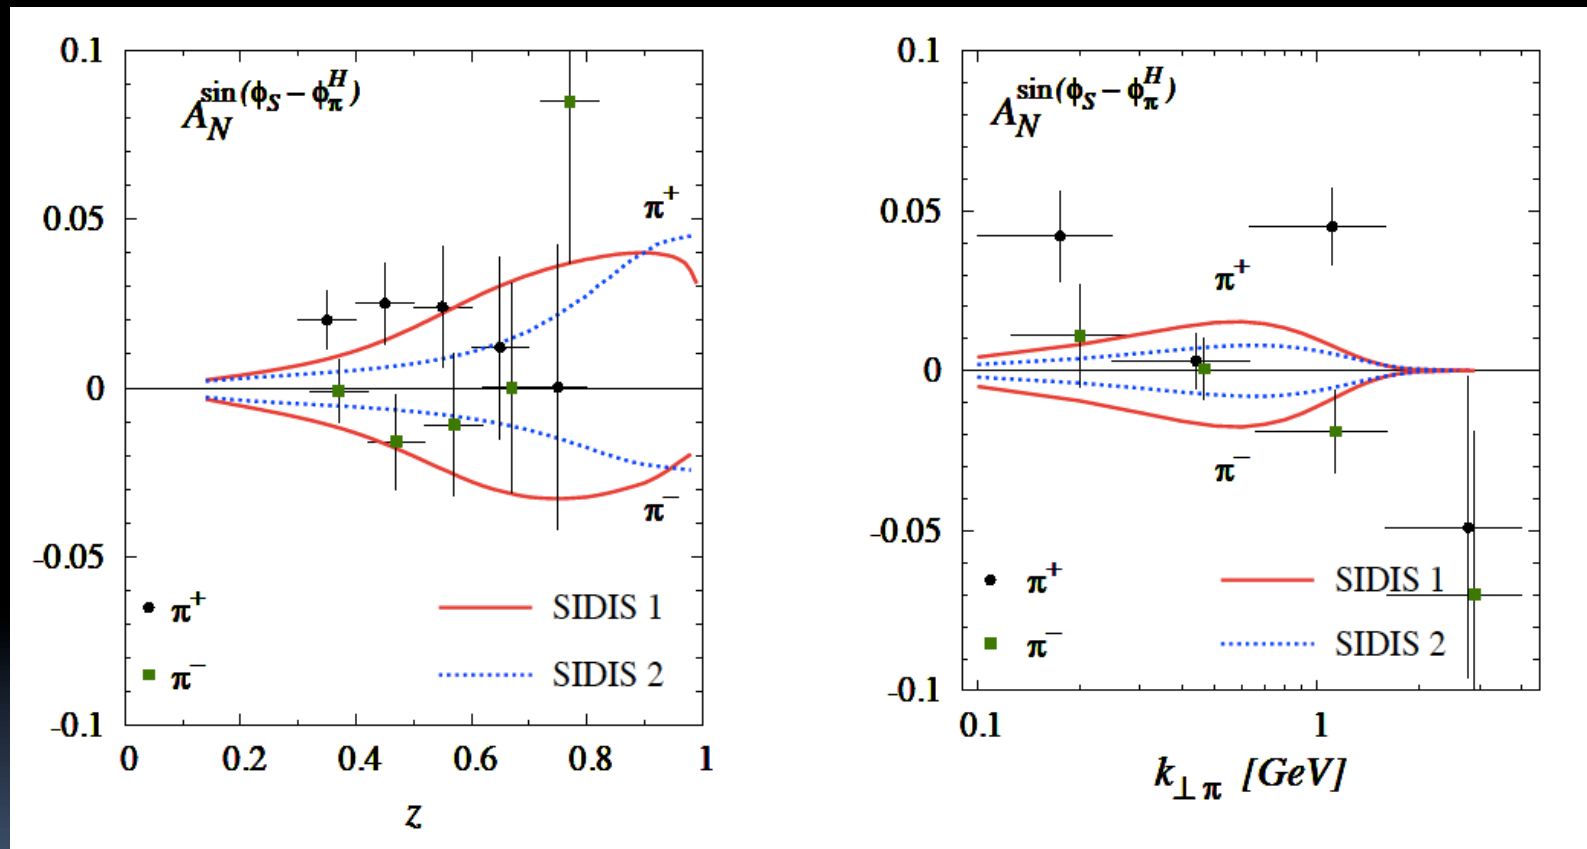 0.1
A_N^{sin(ϕ_S − ϕ_π^H)}
π⁺
0.05
0
π⁻
-0.05
π⁺ SIDIS 1
π⁻ SIDIS 2
-0.1
0 0.2 0.4 0.6 0.8 1
z
0.1
A_N^{sin(ϕ_S − ϕ_π^H)}
0.05
π⁺
0
π⁻
-0.05
π⁺ SIDIS 1
π⁻ SIDIS 2
-0.1
0.1 1
k_{⊥π} [GeV]